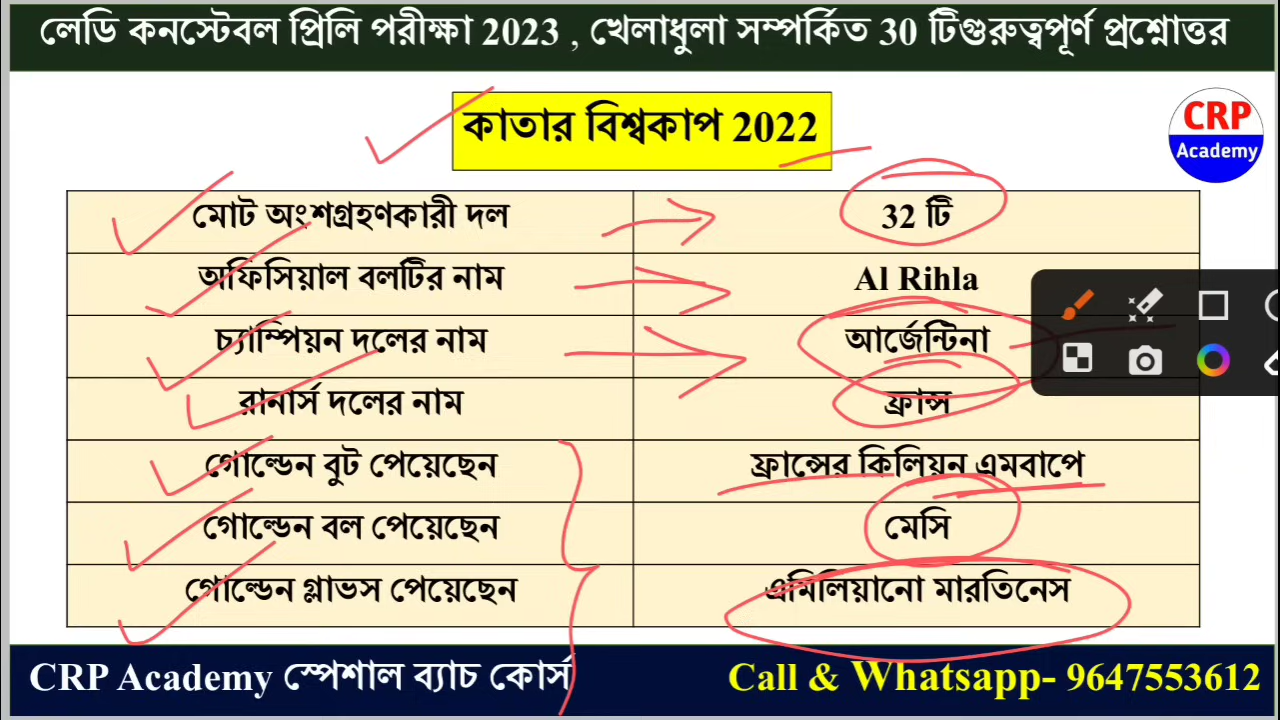 লেডি কনস্টেবল প্রিলি পরীক্ষা 2023 , খেলাধুলা সম্পর্কিত 30 টিগুরুত্বপূর্ণ প্রশ্নোত্তর
কাতার বিশ্বকাপ 2022
CRP
Academy
মোট অংশগ্রহণকারী দল 32 টি
অফিসিয়াল বলটির নাম Al Rihla
চ্যাম্পিয়ন দলের নাম আর্জেন্টিনা
রানার্স দলের নাম ফ্রান্স
গোল্ডেন বুট পেয়েছেন ফ্রান্সের কিলিয়ন এমবাপে
গোল্ডেন বল পেয়েছেন মেসি
গোল্ডেন গ্লাভস পেয়েছেন এমিলিয়ানো মারতিনেস
CRP Academy স্পেশাল ব্যাচ কোর্স Call & Whatsapp- 9647553612